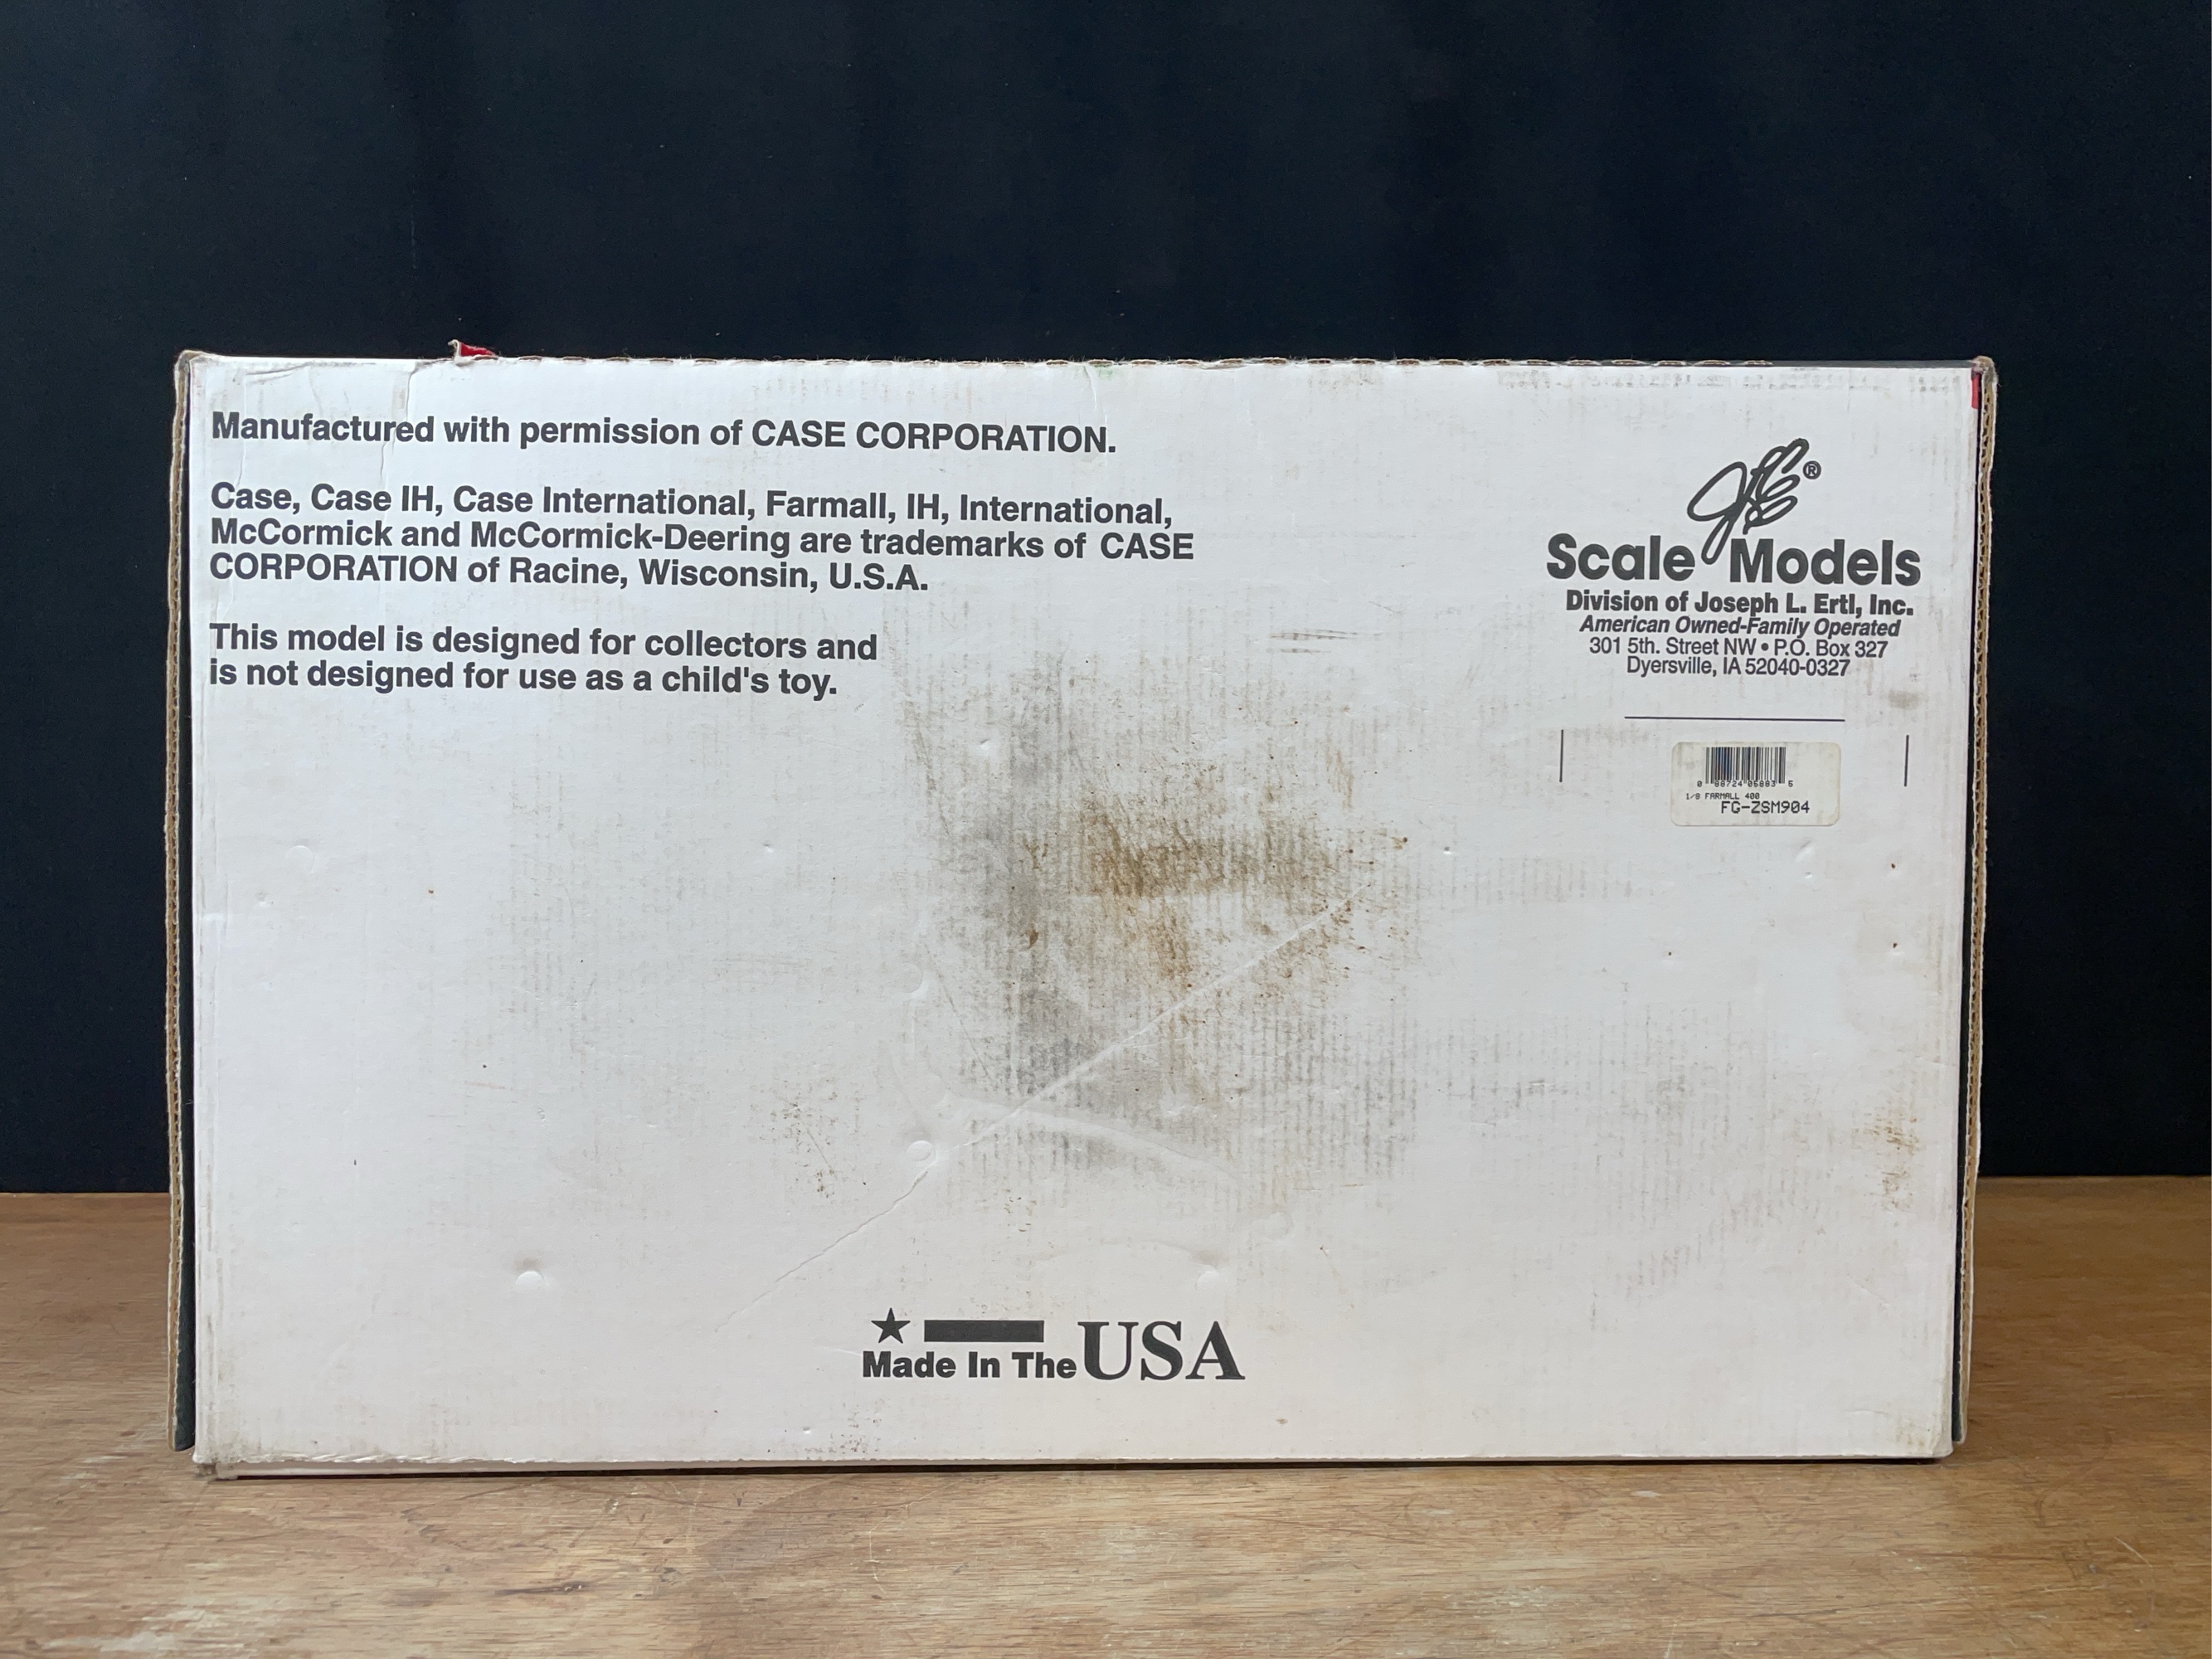 Manufactured with permission of CASE CORPORATION.
Case, Case IH, Case International, Farmall, IH, International,
McCormick and McCormick-Deering are trademarks of CASE
CORPORATION of Racine, Wisconsin, U.S.A.
This model is designed for collectors and
is not designed for use as a child's toy.
JLE®
Scale Models
Division of Joseph L. Ertl, Inc.
American Owned-Family Operated
301 5th. Street NW • P.O. Box 327
Dyersville, IA 52040-0327
1/8 FARMALL 400
FG-ZSM904
Made In The USA